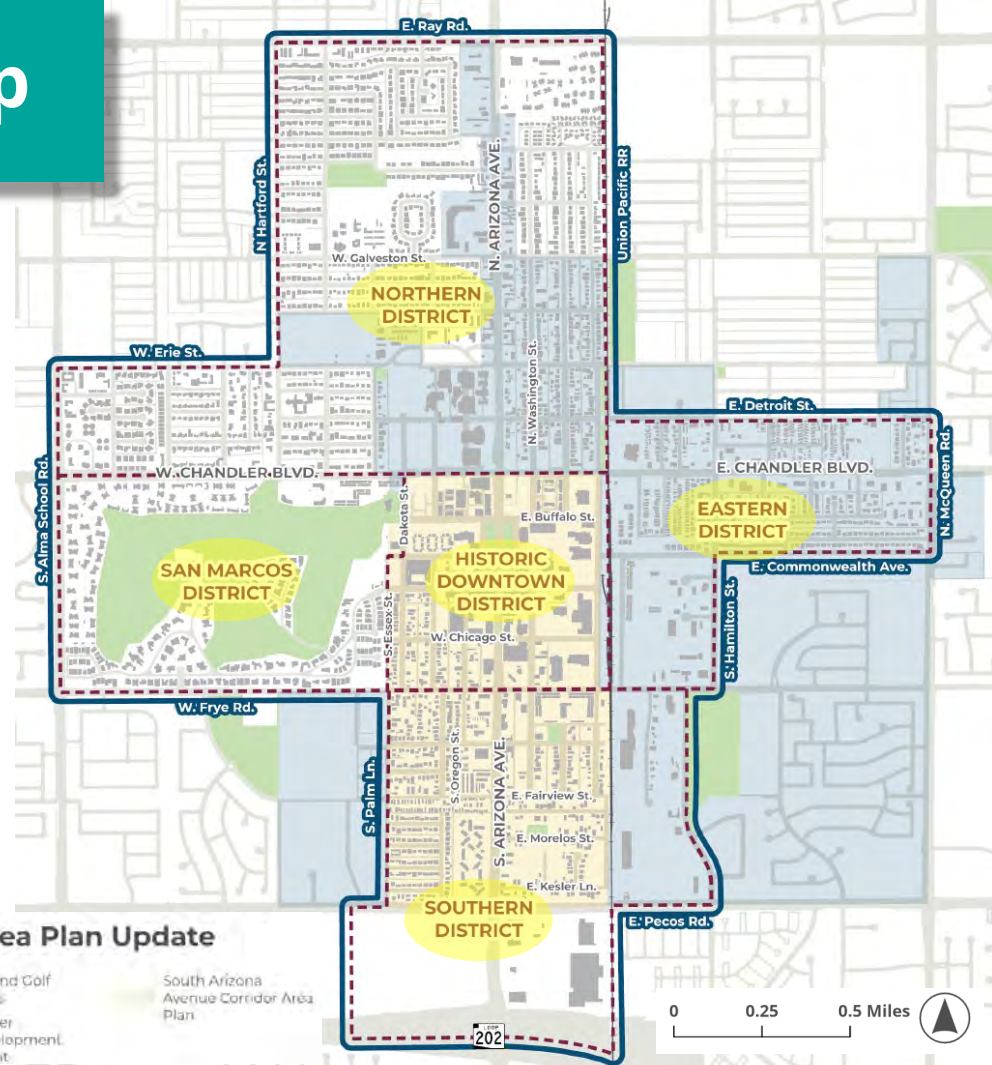 p
E. Ray Rd.
N Hartford St.
N. ARIZONA AVE.
Union Pacific RR
W. Galveston St.
NORTHERN
DISTRICT
W. Erie St.
N. Washington St.
E. Detroit St.
S. Alma School Rd.
W. CHANDLER BLVD.
E. CHANDLER BLVD.
N. McQueen Rd.
Dakota St.
E. Buffalo St.
EASTERN
DISTRICT
SAN MARCOS
DISTRICT
HISTORIC
DOWNTOWN
DISTRICT
E. Commonwealth Ave.
S. Essex St.
W. Chicago St.
S. Hamilton St.
W. Frye Rd.
S. Palm Ln.
S. Oregon St.
S. ARIZONA AVE.
E. Fairview St.
E. Morelos St.
E. Kesler Ln.
SOUTHERN
DISTRICT
E. Pecos Rd.
ea Plan Update
nd Golf
s
er
lopment
nt
South Arizona
Avenue Corridor Area
Plan
0 0.25 0.5 Miles
LOOP
202